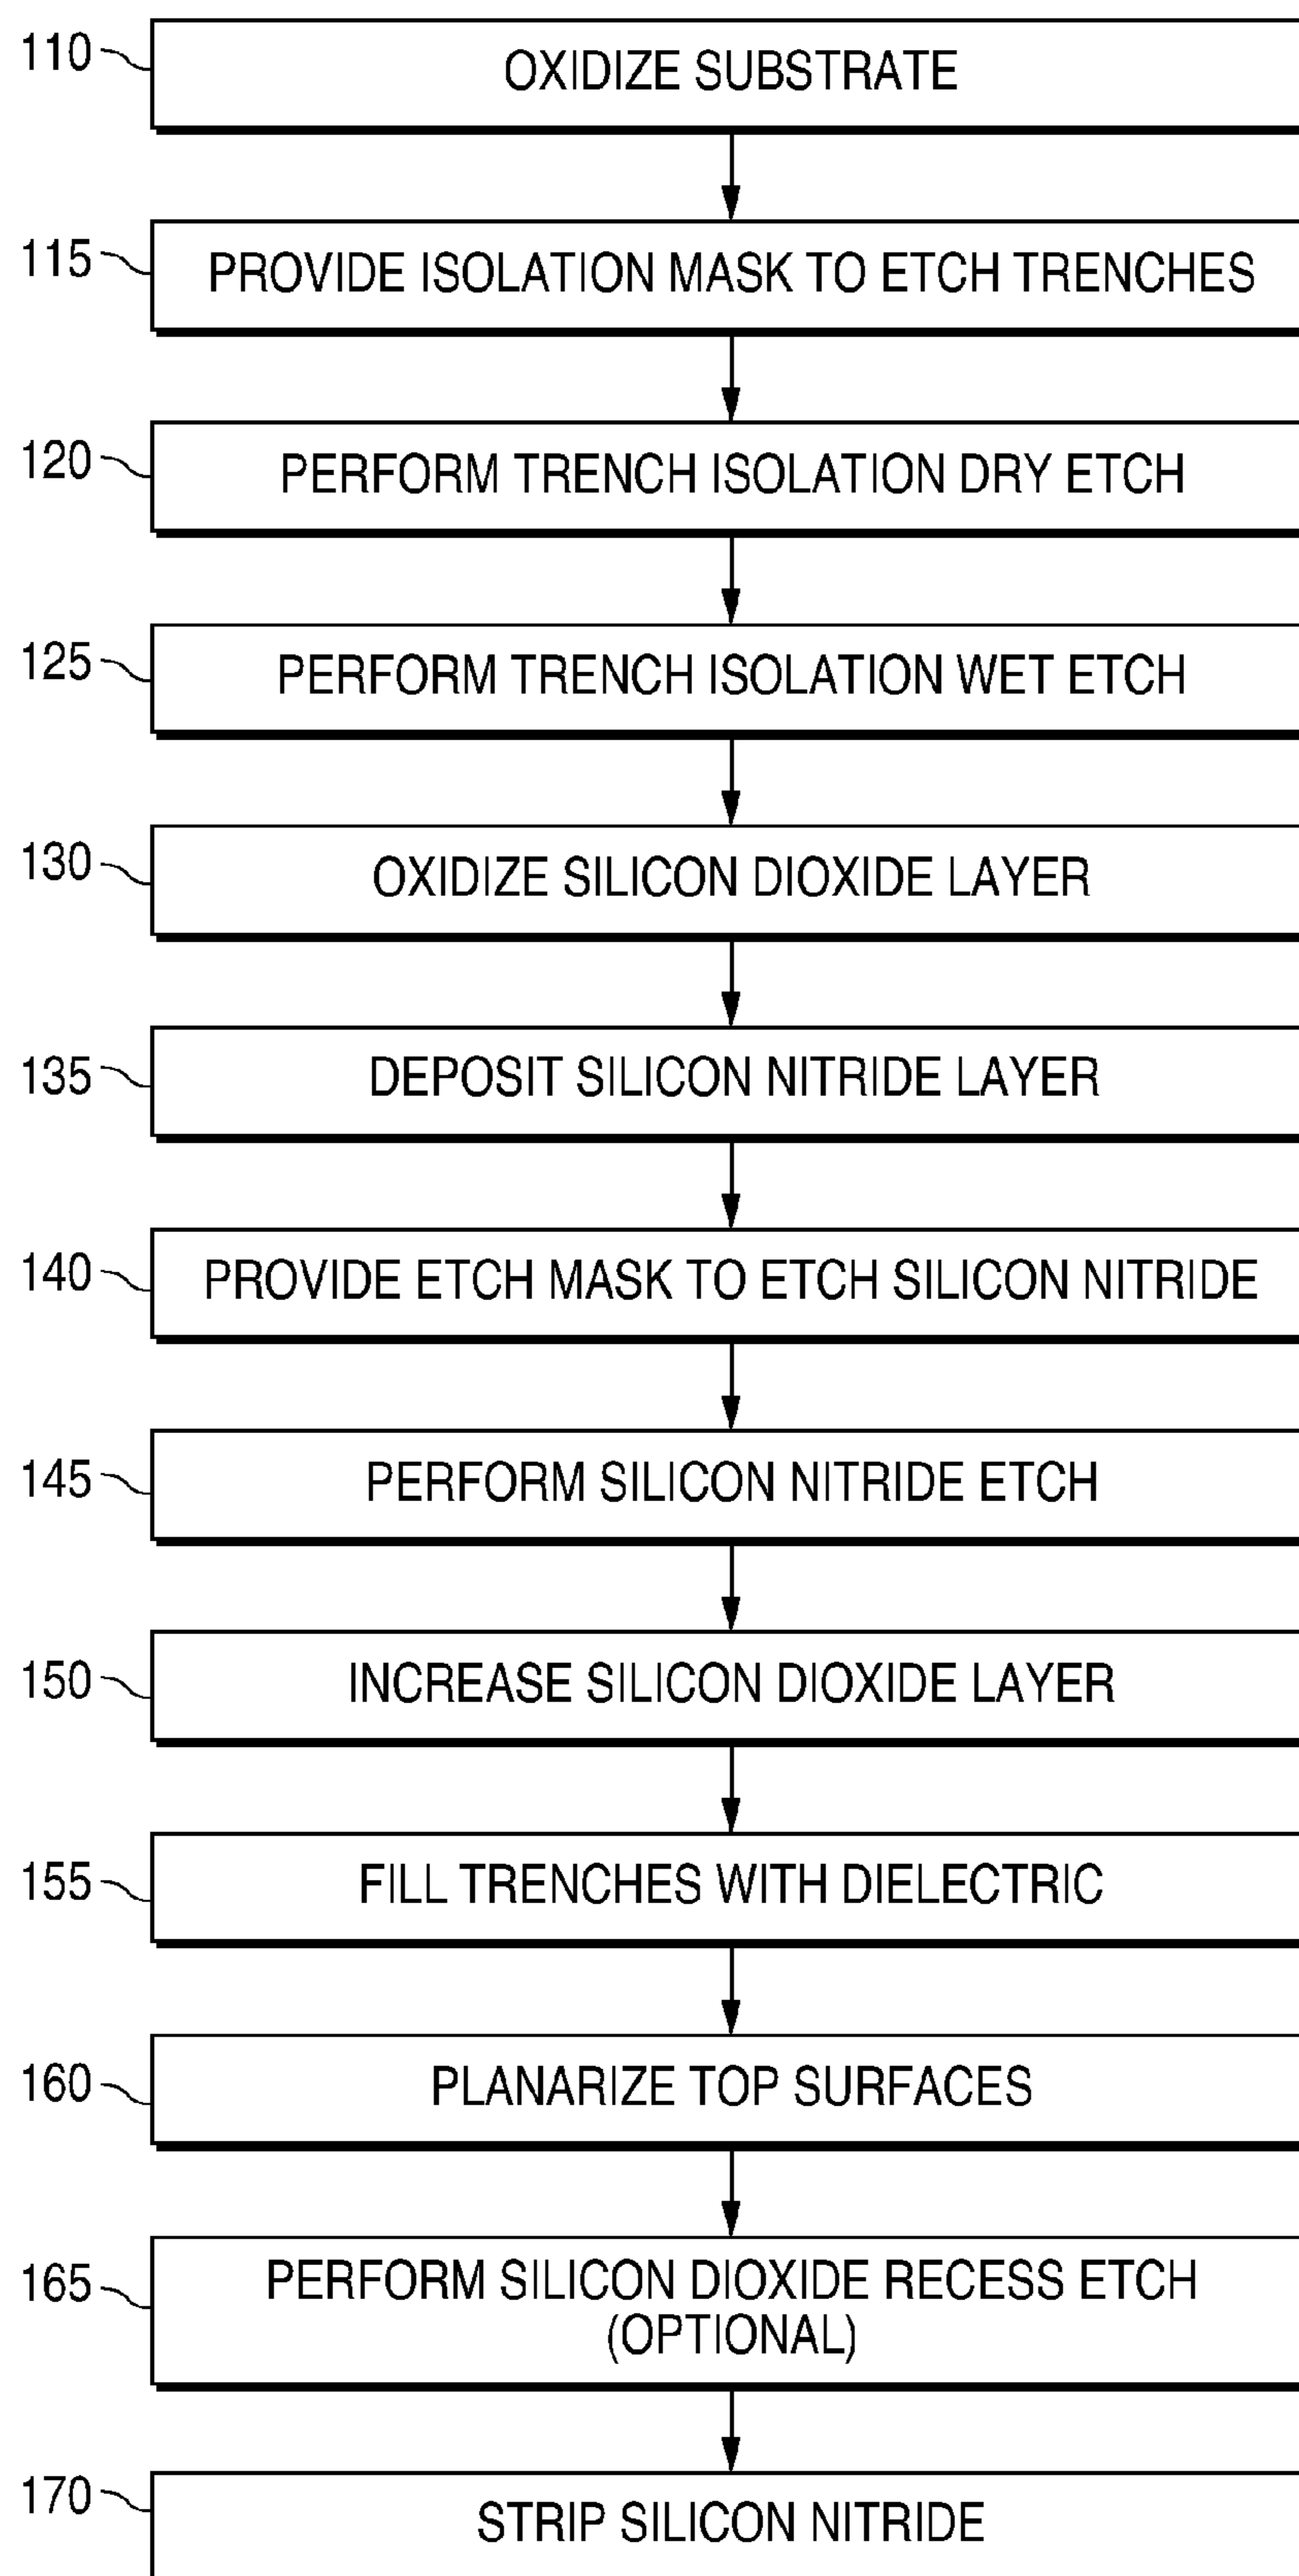 110 OXIDIZE SUBSTRATE
115 PROVIDE ISOLATION MASK TO ETCH TRENCHES
120 PERFORM TRENCH ISOLATION DRY ETCH
125 PERFORM TRENCH ISOLATION WET ETCH
130 OXIDIZE SILICON DIOXIDE LAYER
135 DEPOSIT SILICON NITRIDE LAYER
140 PROVIDE ETCH MASK TO ETCH SILICON NITRIDE
145 PERFORM SILICON NITRIDE ETCH
150 INCREASE SILICON DIOXIDE LAYER
155 FILL TRENCHES WITH DIELECTRIC
160 PLANARIZE TOP SURFACES
165 PERFORM SILICON DIOXIDE RECESS ETCH
(OPTIONAL)
170 STRIP SILICON NITRIDE